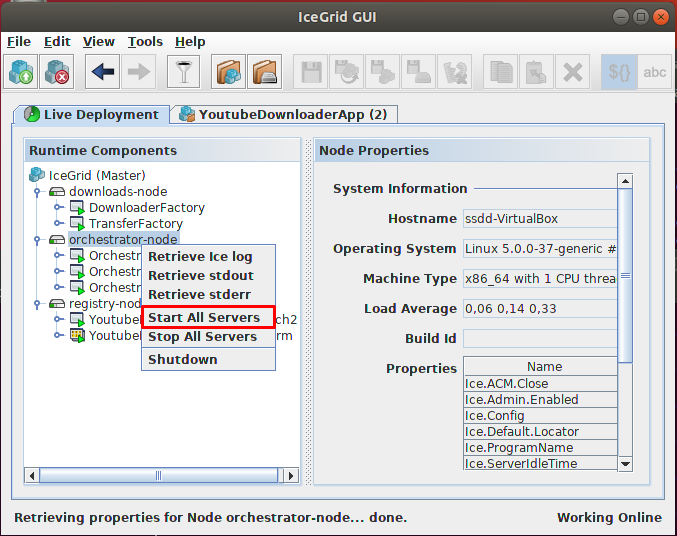 IceGrid GUI
File Edit View Tools Help
${} abc
Live Deployment
YoutubeDownloaderApp (2)
Runtime Components
IceGrid (Master)
downloads-node
DownloaderFactory
TransferFactory
orchestrator-node
Orchestr
Orchestr
Orchestr
registry-nod
Youtube
ch2
Youtube
rm
Retrieve Ice log
Retrieve stdout
Retrieve stderr
Start All Servers
Stop All Servers
Shutdown
Node Properties
System Information
Hostname ssdd-VirtualBox
Operating System Linux 5.0.0-37-generic #
Machine Type x86_64 with 1 CPU threa
Load Average 0,06 0,14 0,33
Build Id
Properties Name
Ice.ACM.Close
Ice.Admin.Enabled
Ice.Config
Ice.Default.Locator
Ice.ProgramName
Ice.ServerIdleTime
Retrieving properties for Node orchestrator-node... done.
Working Online